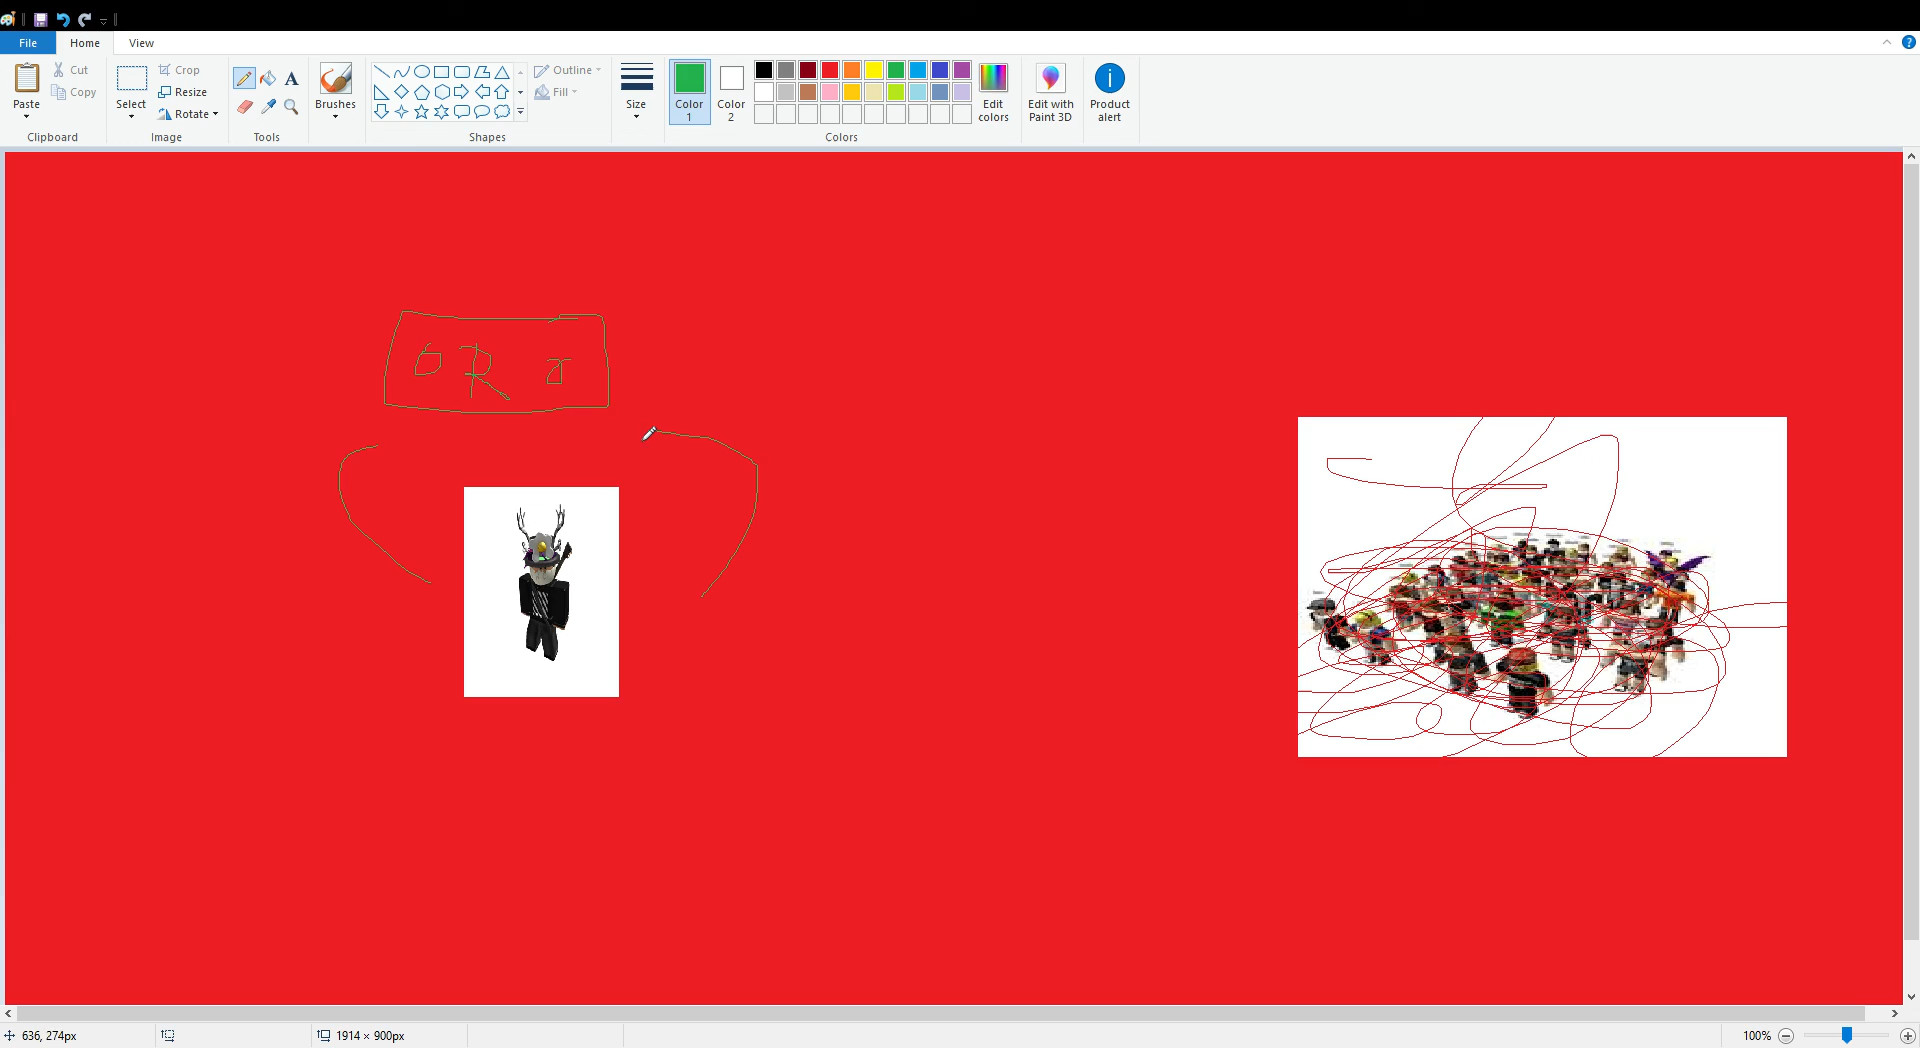 File Home View
Paste Cut Copy Clipboard
Select Crop Resize Rotate Image
Tools
Brushes
Shapes
Outline
Fill
Size
Color 1
Color 2
Edit colors
Colors
Edit with Paint 3D
Product alert
R
636, 274px
1914 × 900px
100%